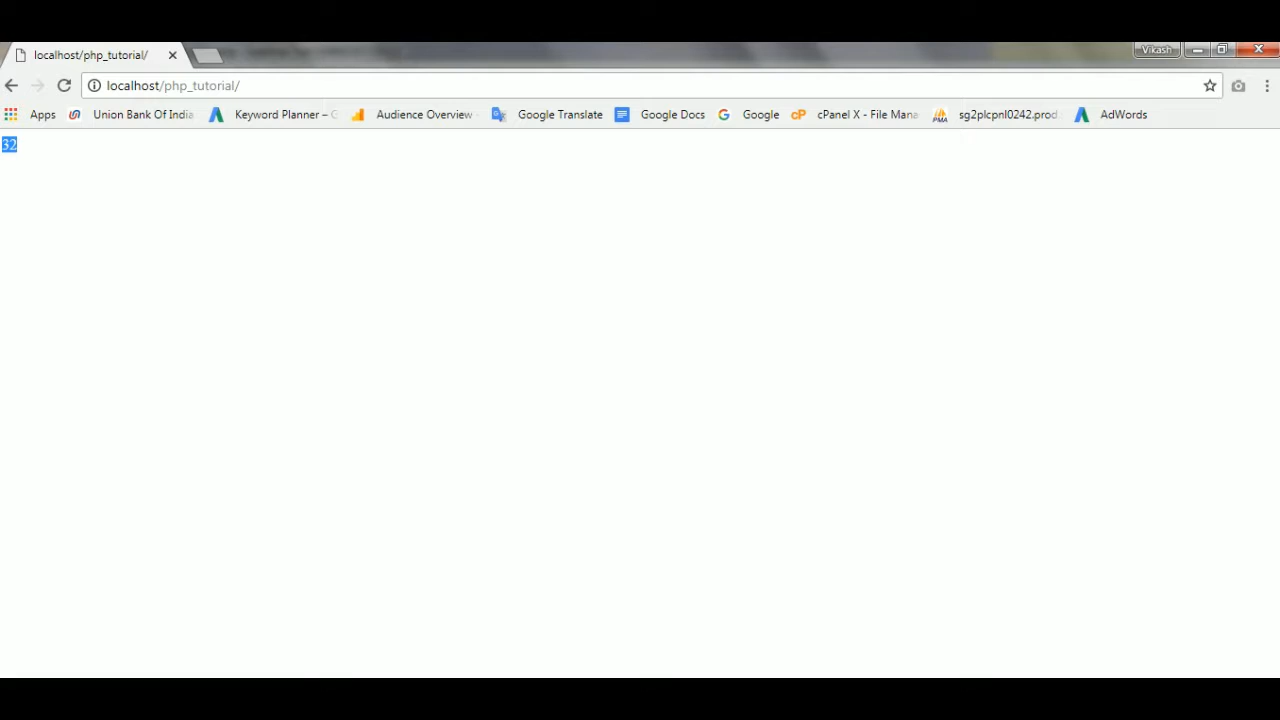 localhost/php_tutorial/
Vikash
localhost/php_tutorial/
Apps Union Bank Of India Keyword Planner – G Audience Overview Google Translate Google Docs Google cPanel X - File Mana sg2plcpnl0242.prod. AdWords
32